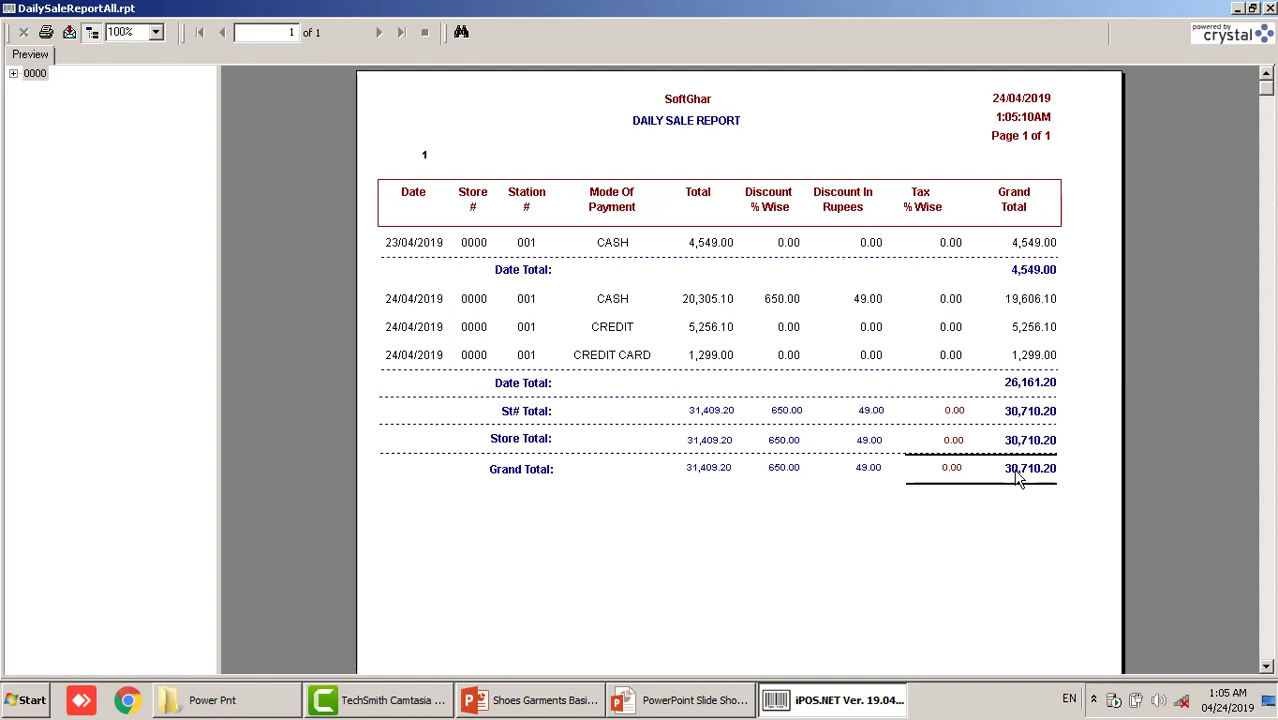 DailySaleReportAll.rpt
100%
1 of 1
powered by
crystal
Preview
0000
SoftGhar
24/04/2019
DAILY SALE REPORT
1:05:10AM
Page 1 of 1
1
Date Store Station Mode Of Total Discount Discount In Tax Grand
# # Payment % Wise Rupees % Wise Total
23/04/2019 0000 001 CASH 4,549.00 0.00 0.00 0.00 4,549.00
Date Total: 4,549.00
24/04/2019 0000 001 CASH 20,305.10 650.00 49.00 0.00 19,606.10
24/04/2019 0000 001 CREDIT 5,256.10 0.00 0.00 0.00 5,256.10
24/04/2019 0000 001 CREDIT CARD 1,299.00 0.00 0.00 0.00 1,299.00
Date Total: 26,161.20
St# Total: 31,409.20 650.00 49.00 0.00 30,710.20
Store Total: 31,409.20 650.00 49.00 0.00 30,710.20
Grand Total: 31,409.20 650.00 49.00 0.00 30,710.20
Start Power Pnt TechSmith Camtasia ... Shoes Garments Basi... PowerPoint Slide Sho... iPOS.NET Ver. 19.04... EN 1:05 AM
04/24/2019